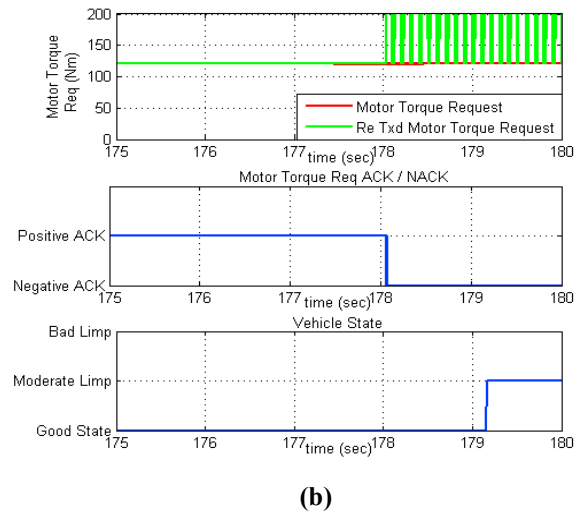 Motor Torque
Req (Nm)
200
150
100
50
0
175 176 177 178 179 180
time (sec)
Motor Torque Request
Re Txd Motor Torque Request
Motor Torque Req ACK / NACK
Positive ACK
Negative ACK
175 176 177 178 179 180
time (sec)
Vehicle State
Bad Limp
Moderate Limp
Good State
175 176 177 178 179 180
time (sec)
(b)